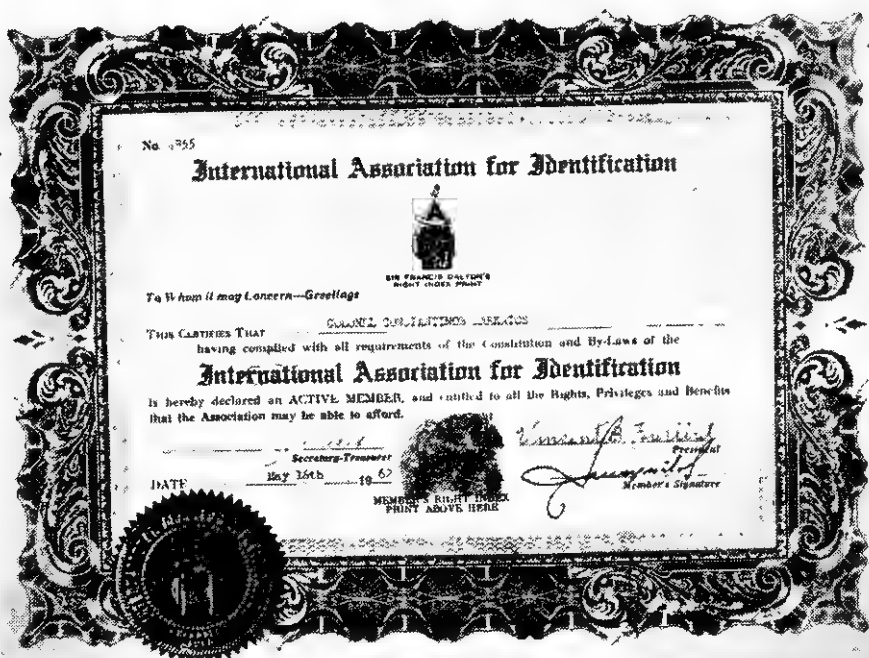 No.
International Association for Identification
SIR FRANCIS GALTON'S
RIGHT INDEX PRINT
To Whom it may Concern—Greetings
THIS CERTIFIES THAT COLONEL
having complied with all requirements of the Constitution and By-Laws of the
International Association for Identification
is hereby declared an ACTIVE MEMBER, and entitled to all the Rights, Privileges and Benefits
that the Association may be able to afford.
Vincent
Secretary-Treasurer
President
DATE May 16th 19
MEMBER'S RIGHT INDEX
PRINT ABOVE HERE
Member's Signature